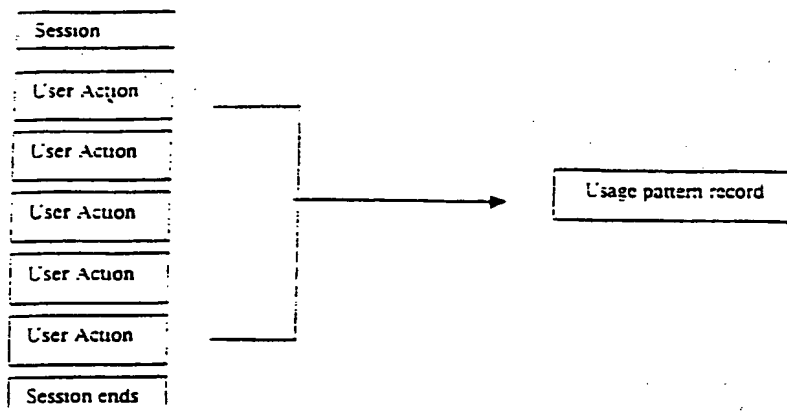 Session
User Action
User Action
User Action
User Action
User Action
Session ends
Usage pattern record